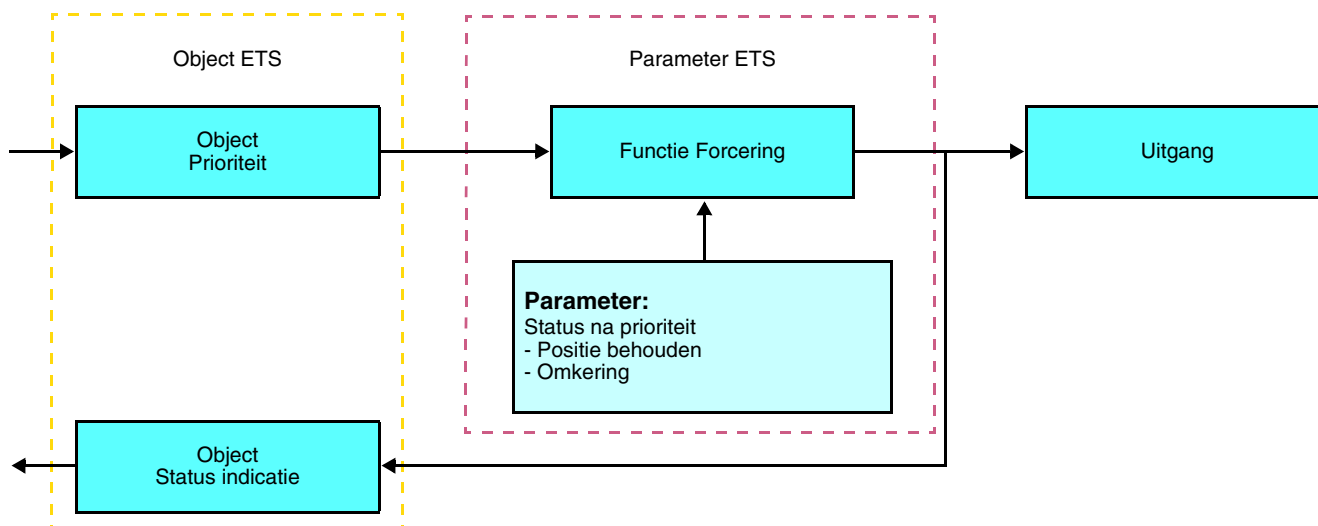 Object ETS
Parameter ETS
Object
Prioriteit
Functie Forcering
Uitgang
Parameter:
Status na prioriteit
- Positie behouden
- Omkering
Object
Status indicatie